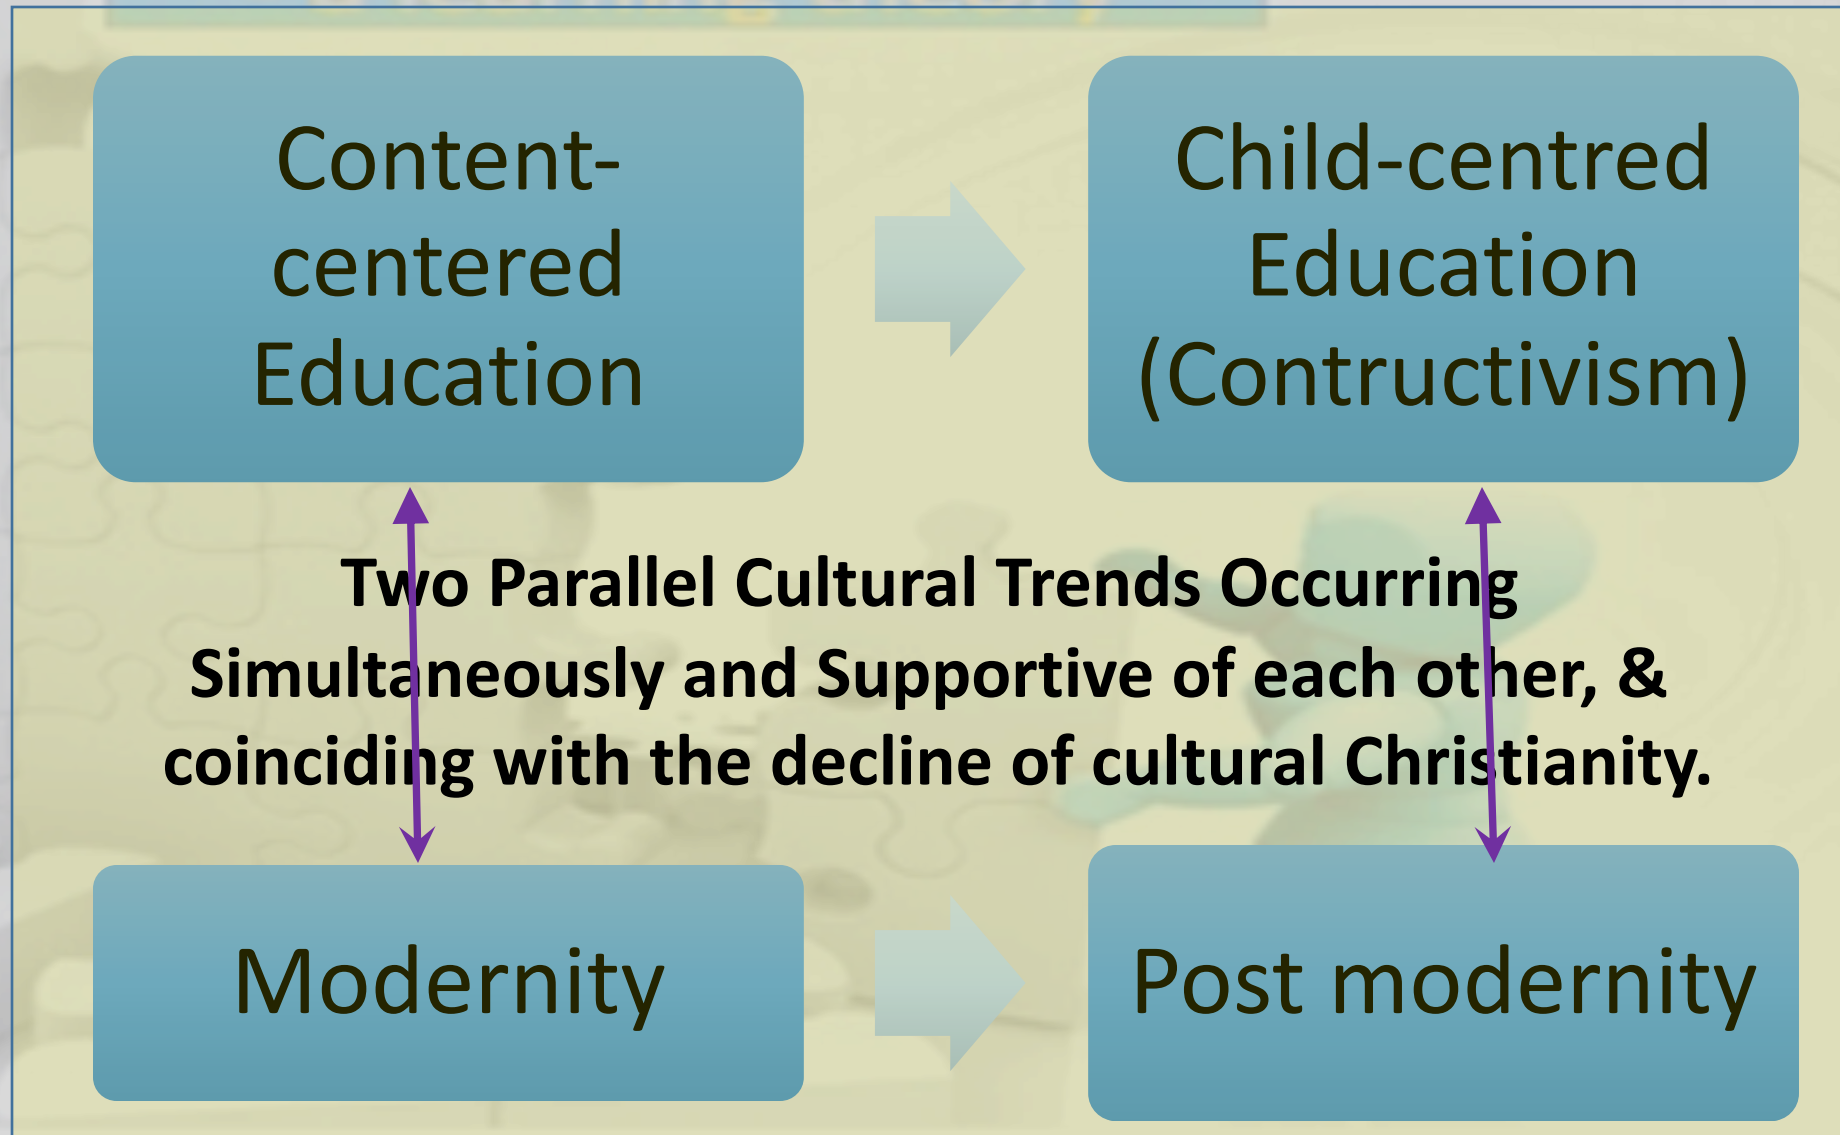 Content-
centered
Education
Child-centred
Education
(Contructivism)
Two Parallel Cultural Trends Occurring
Simultaneously and Supportive of each other, &
coinciding with the decline of cultural Christianity.
Modernity
Post modernity